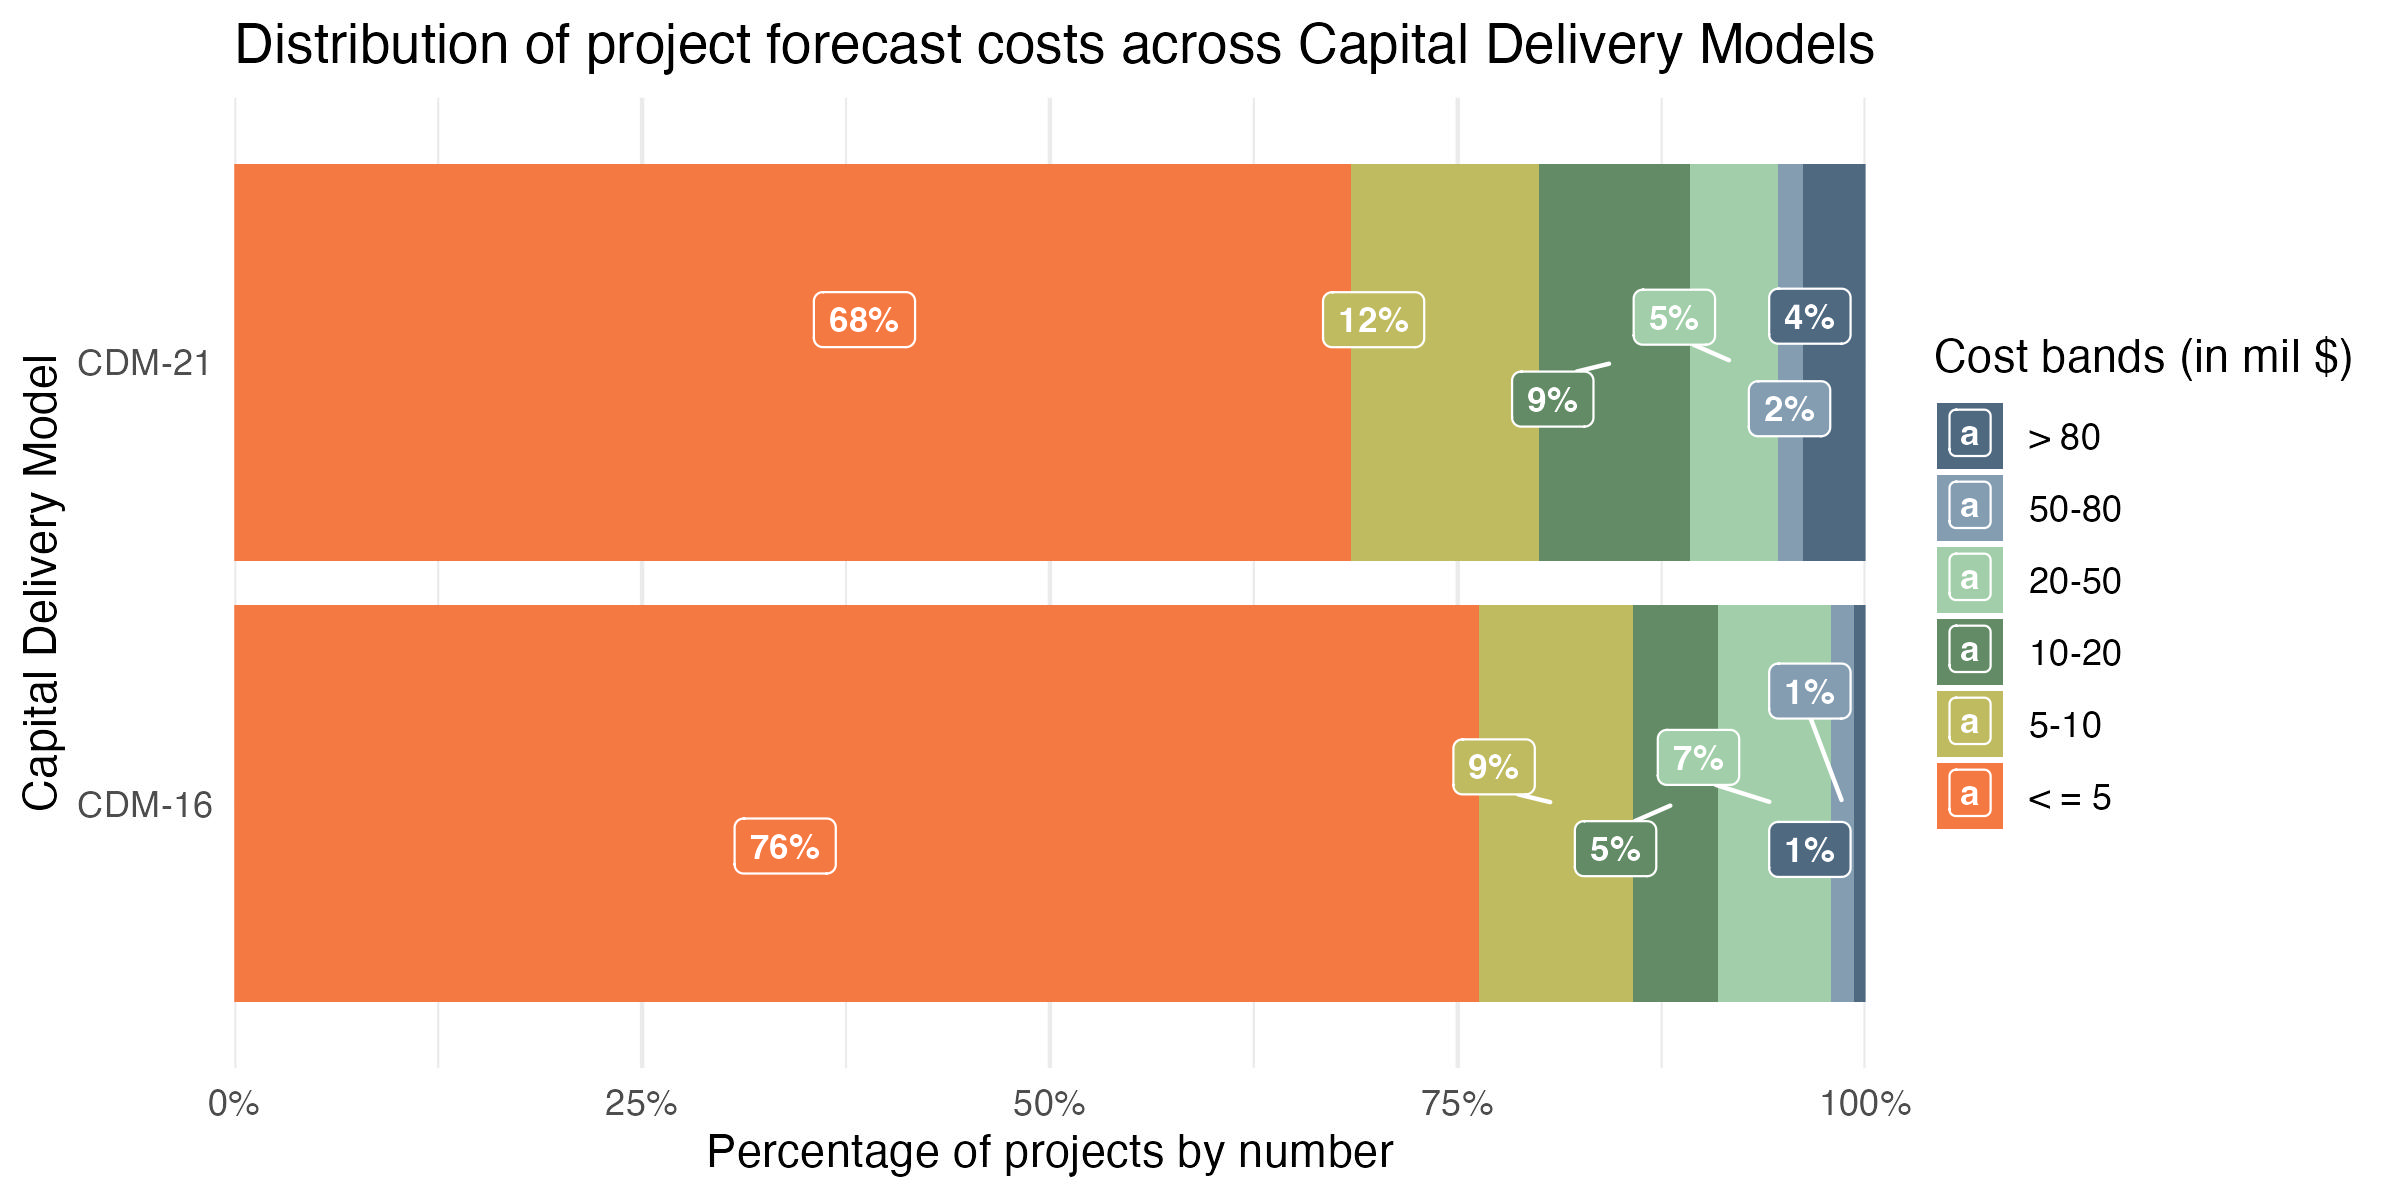 Distribution of project forecast costs across Capital Delivery Models
Capital Delivery Model
CDM-21
68%
12%
9%
5%
2%
4%
CDM-16
76%
9%
5%
7%
1%
1%
0%
25%
50%
75%
100%
Percentage of projects by number
Cost bands (in mil $)
a > 80
a 50-80
a 20-50
a 10-20
a 5-10
a < = 5